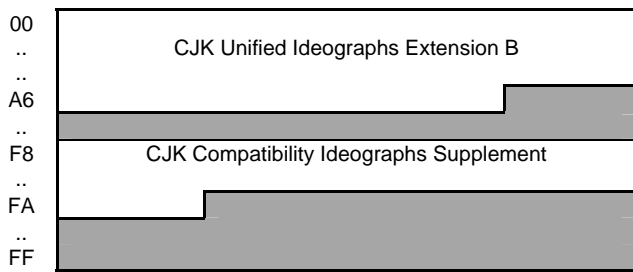 00
.. CJK Unified Ideographs Extension B
..
A6
..
F8 CJK Compatibility Ideographs Supplement
..
FA
..
FF